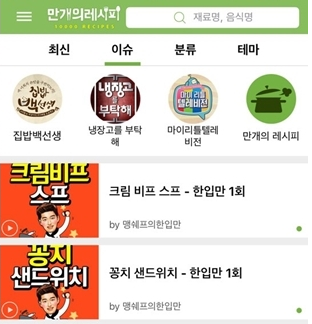 만개의레시피
10000 RECIPES
재료명, 음식명
최신
이슈
분류
테마
집밥
백선생
냉장고를
부탁해
마이 리틀
텔레비전
집밥백선생
냉장고를 부탁
해
마이리틀텔레
비전
만개의 레시피
크림비프
스프
크림 비프 스프 - 한입만 1회
by 맹쉐프의한입만
꽁치
샌드위치
꽁치 샌드위치 - 한입만 1회
by 맹쉐프의한입만